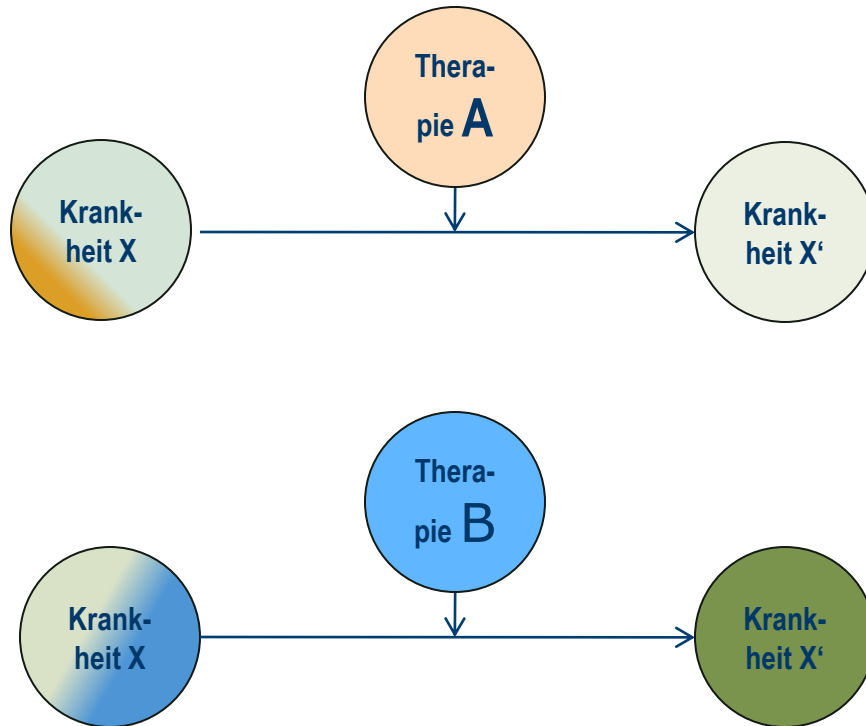 Thera-
pie A
Krank-
heit X
Krank-
heit X‘
Thera-
pie B
Krank-
heit X
Krank-
heit X‘